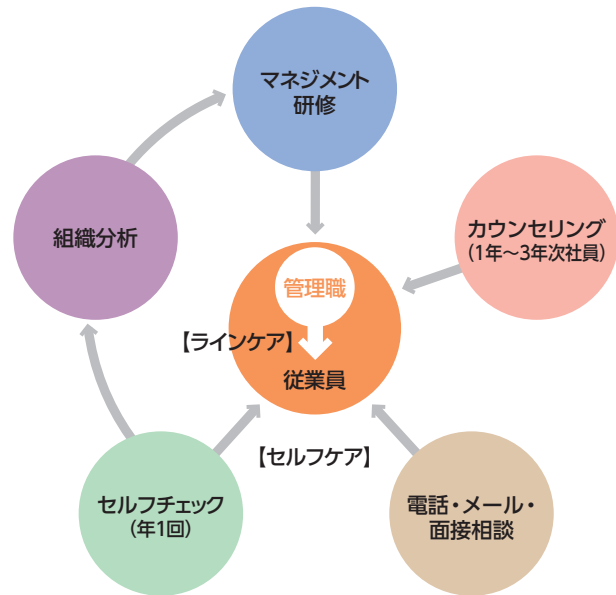 マネジメント
研修
組織分析
カウンセリング
(1年～3年次社員)
管理職
【ラインケア】
従業員
【セルフケア】
セルフチェック
(年1回)
電話・メール・
面接相談